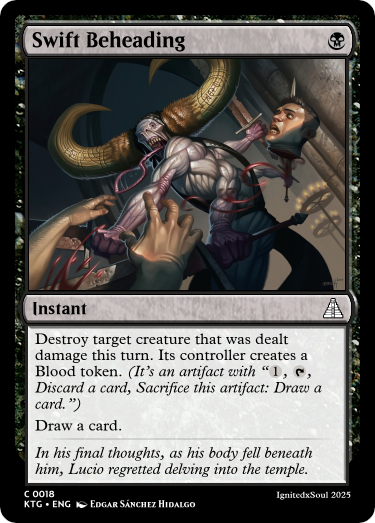 Swift Beheading
Instant
Destroy target creature that was dealt
damage this turn. Its controller creates a
Blood token. (It's an artifact with “1, ,
Discard a card, Sacrifice this artifact: Draw a
card.”)
Draw a card.
In his final thoughts, as his body fell beneath
him, Lucio regretted delving into the temple.
C 0018
KTG • ENG Edgar Sánchez Hidalgo
IgnitedxSoul 2025